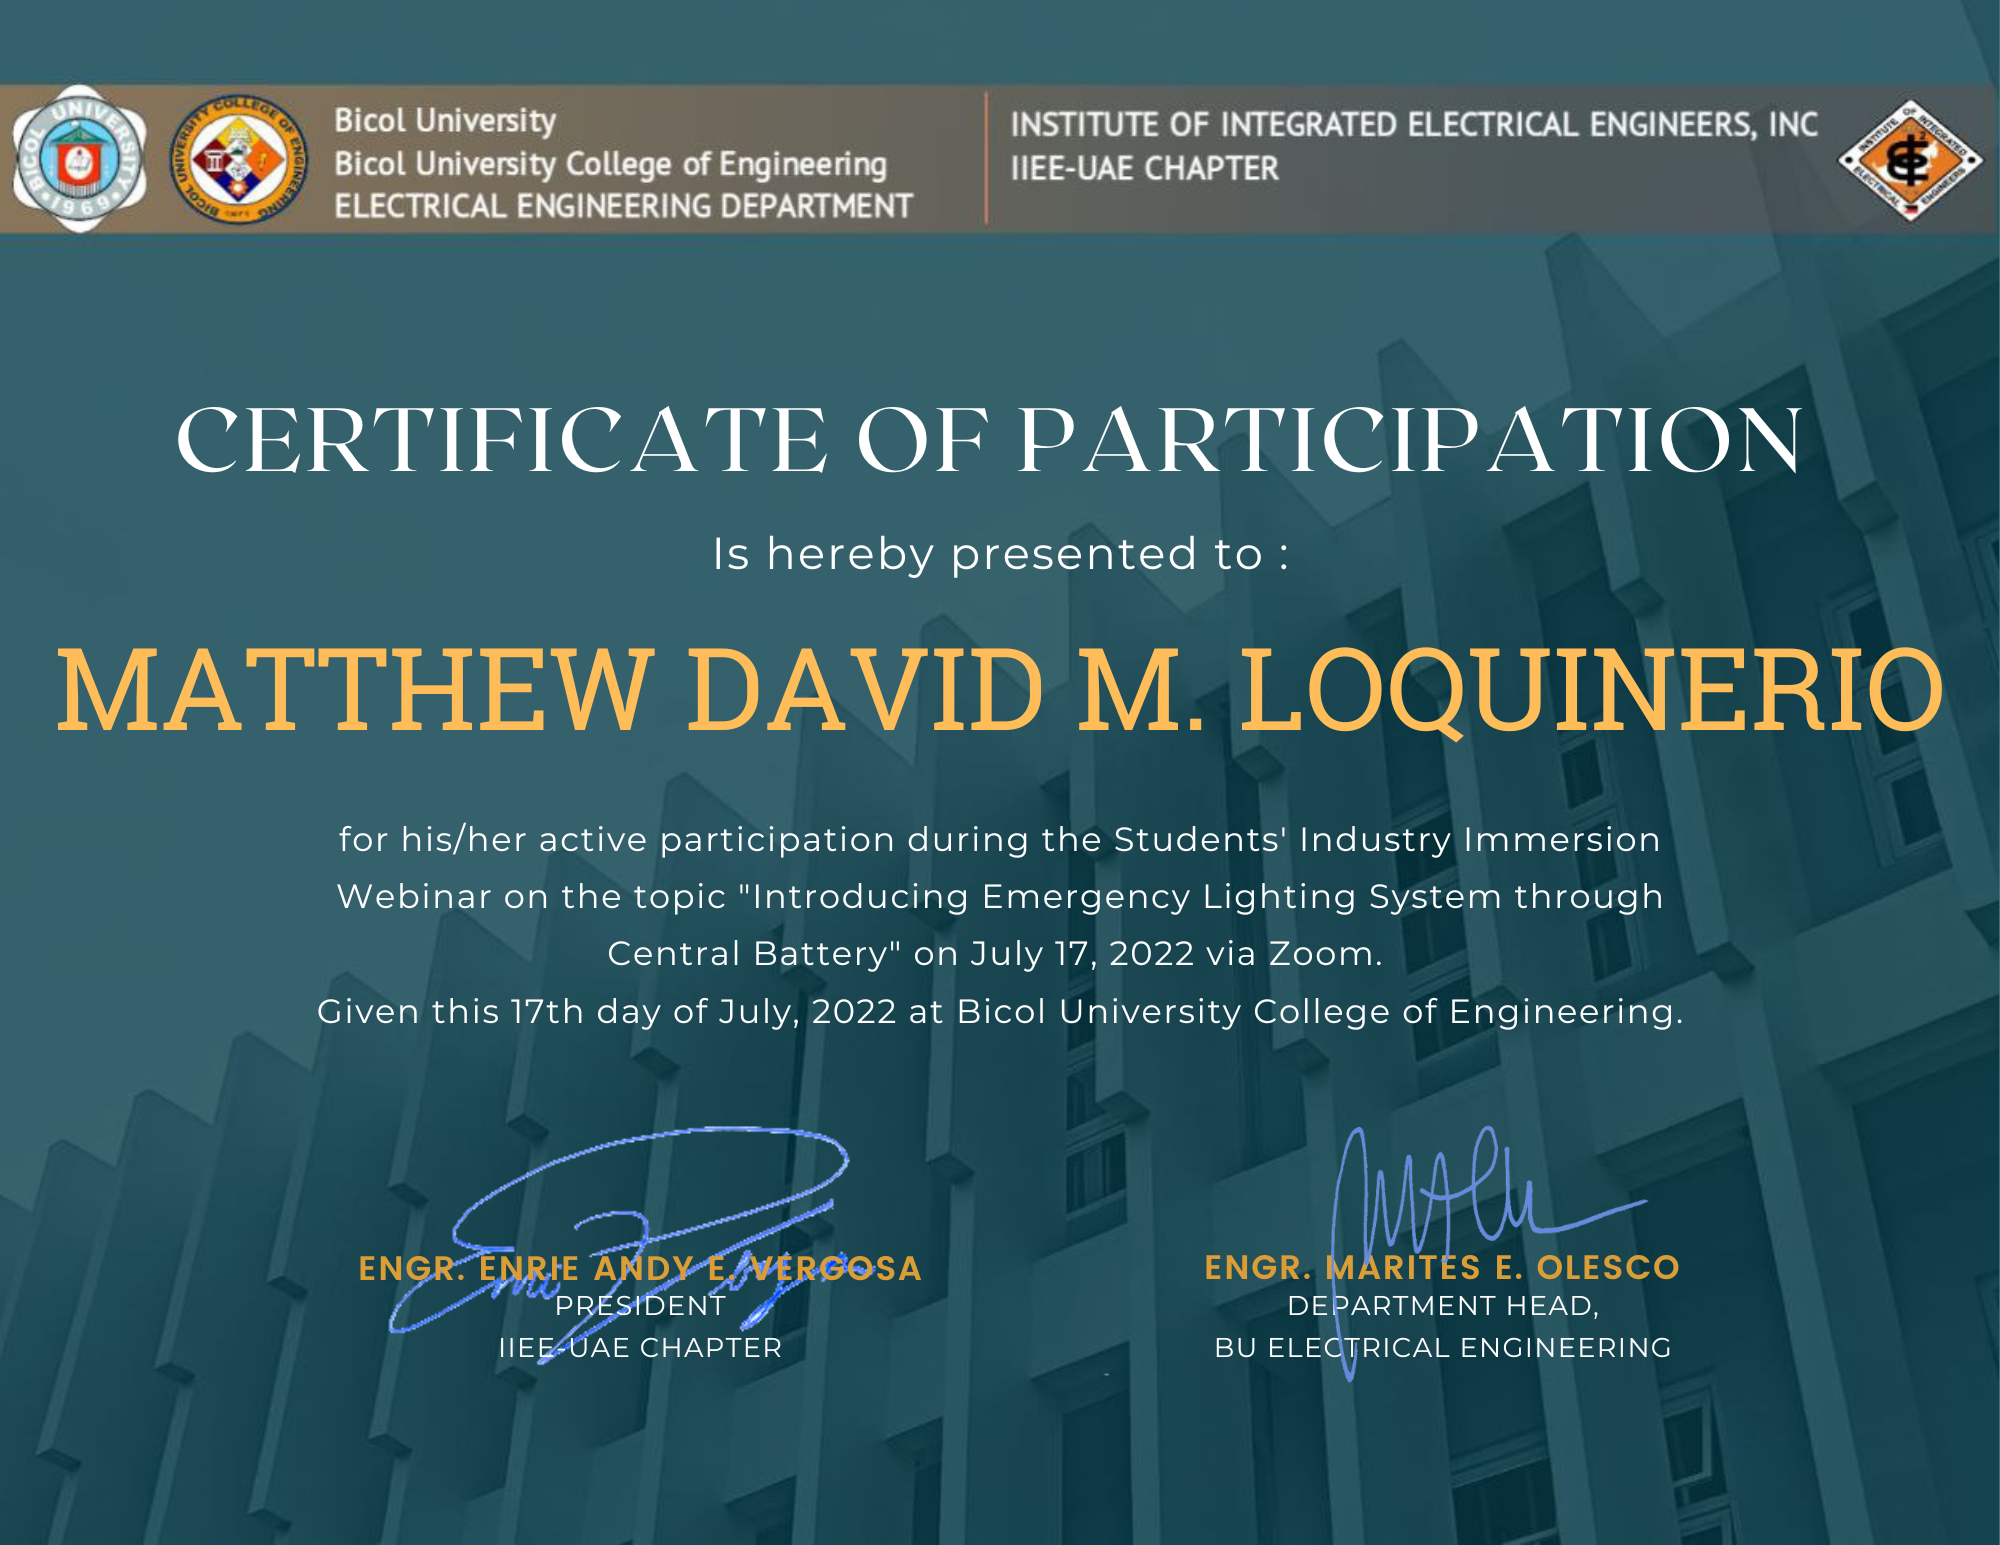 BICOL UNIVERSITY
1969
BICOL UNIVERSITY COLLEGE OF ENGINEERING
Bicol University
Bicol University College of Engineering
ELECTRICAL ENGINEERING DEPARTMENT
INSTITUTE OF INTEGRATED ELECTRICAL ENGINEERS, INC
IIEE-UAE CHAPTER
INSTITUTE OF INTEGRATED ELECTRICAL ENGINEERS
CERTIFICATE OF PARTICIPATION
Is hereby presented to :
MATTHEW DAVID M. LOQUINERIO
for his/her active participation during the Students' Industry Immersion
Webinar on the topic "Introducing Emergency Lighting System through
Central Battery" on July 17, 2022 via Zoom.
Given this 17th day of July, 2022 at Bicol University College of Engineering.
ENGR. ENRIE ANDY E. VERGOSA
PRESIDENT
IIEE-UAE CHAPTER
ENGR. MARITES E. OLESCO
DEPARTMENT HEAD,
BU ELECTRICAL ENGINEERING